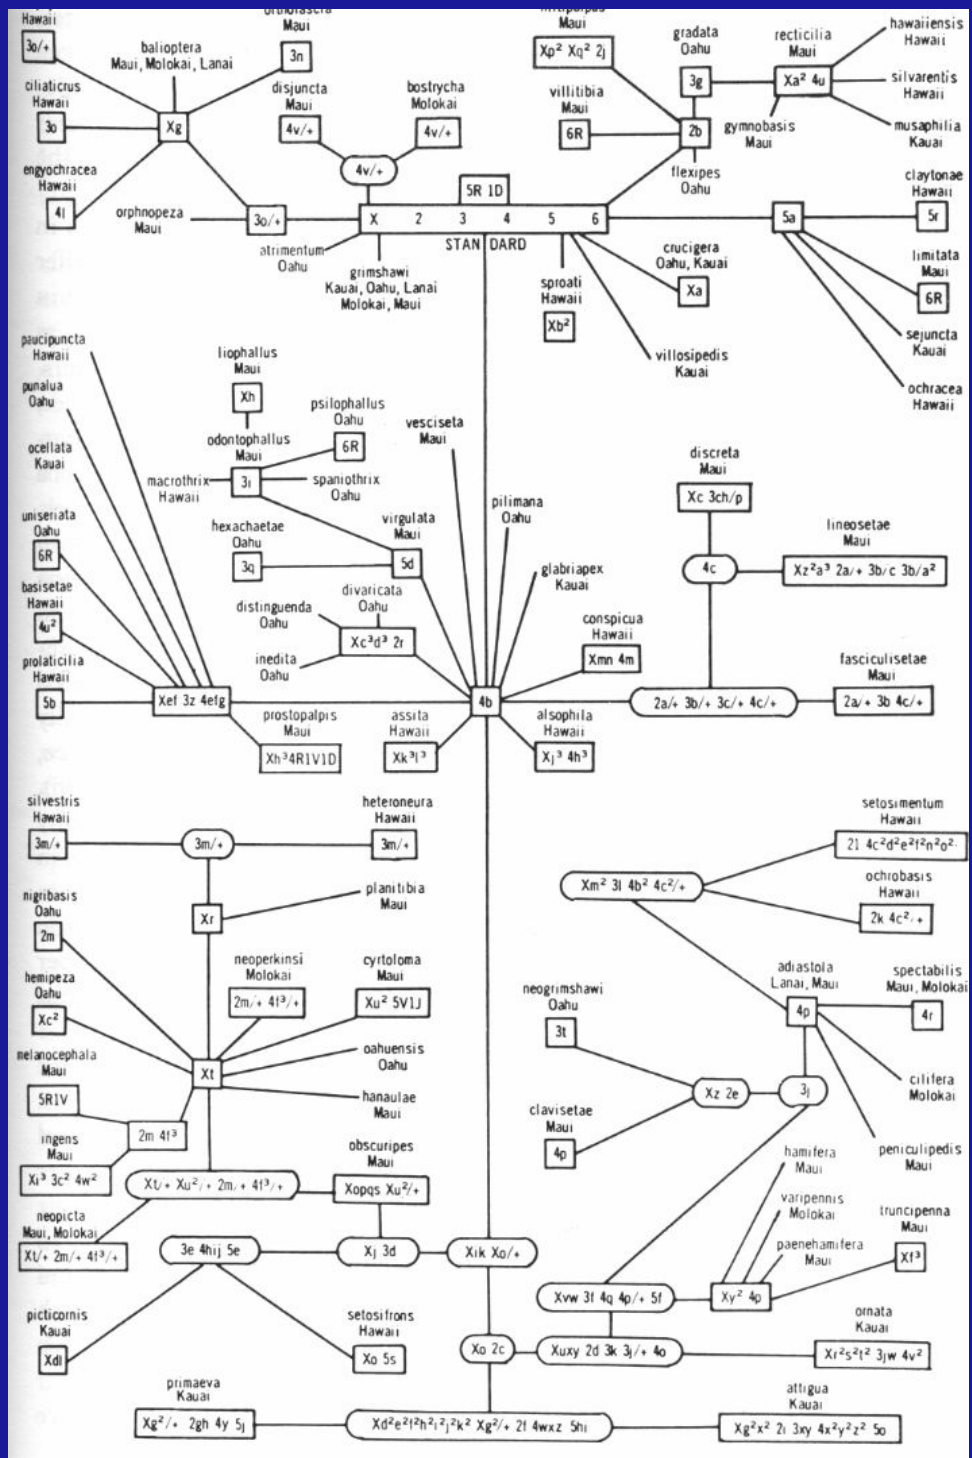 Hawaii
3o/+
balioptera
Maui, Molokai, Lanai
Maui
3n
ciliaticrus
Hawaii
3o
Xg
disjuncta
Maui
4v/+
bostrycha
Molokai
4v/+
4v/+
engyochracea
Hawaii
4l
orphnopeza
Maui
3o/+
atrimentum
Oahu
5R 1D
X 2 3 4 5 6
STANDARD
grimshawi
Kauai, Oahu, Lanai
Molokai, Maui
Maui
Xp² Xq² 2j
villitibia
Maui
6R
gradata
Oahu
3g
2b
flexipes
Oahu
recticilia
Maui
Xa² 4u
gymnobasis
Maui
hawaiiensis
Hawaii
silvarentis
Hawaii
musaphilia
Kauai
claytonae
Hawaii
5a
5r
limitata
Maui
6R
sejuncta
Kauai
ochracea
Hawaii
sproati
Hawaii
Xb²
crucigera
Oahu, Kauai
Xa
villosipedis
Kauai
paucipuncta
Hawaii
punalua
Oahu
ocellata
Kauai
uniseriata
Oahu
6R
basisetae
Hawaii
4u²
prolaticilia
Hawaii
5b
Xef 3z 4efg
prostopalpis
Maui
Xh³4R1V1D
liophallus
Maui
Xh
odontophallus
Maui
3i
psilophallus
Oahu
6R
macrothrix
Hawaii
spaniothrix
Oahu
hexachaetae
Oahu
3q
virgulata
Maui
5d
distinguenda
Oahu
divaricata
Oahu
Xc³d³ 2r
inedita
Oahu
vesciseta
Maui
pilimana
Oahu
glabriapex
Kauai
conspicua
Hawaii
Xmn 4m
4b
assita
Hawaii
Xk³l³
alsophila
Hawaii
Xj³ 4h³
discreta
Maui
Xc 3ch/p
4c
lineosetae
Maui
Xz²a³ 2a/+ 3b/c 3b/a²
2a/+ 3b/+ 3c/+ 4c/+
fasciculisetae
Maui
2a/+ 3b 4c/+
silvestris
Hawaii
3m/+
3m/+
heteroneura
Hawaii
3m/+
Xr
planitibia
Maui
nigribasis
Oahu
2m
hemipeza
Oahu
Xc²
neoperkinsi
Molokai
2m/+ 4f³/+
cyrtoloma
Maui
Xu² 5V1J
Xt
oahuensis
Oahu
hanaulae
Maui
melanocephala
Maui
5R1V
2m 4f³
ingens
Maui
Xi³ 3c² 4w²
Xt/+ Xu²/+ 2m/+ 4f³/+
obscuripes
Maui
Xopqs Xu²/+
neopicta
Maui, Molokai
Xt/+ 2m/+ 4f³/+
3e 4hij 5e
Xj 3d
Xik Xo/+
picticornis
Kauai
Xdl
setosifrons
Hawaii
Xo 5s
setosimentum
Hawaii
2l 4c²d²e²f²n²o²
Xm² 3l 4b² 4c²/+
ochrobasis
Hawaii
2k 4c²/+
adiastola
Lanai, Maui
4p
spectabilis
Maui, Molokai
4r
cilifera
Molokai
peniculipedis
Maui
neogrimshawi
Oahu
3t
Xz 2e
3j
clavisetae
Maui
4p
hamifera
Maui
varipennis
Molokai
paenehamifera
Maui
truncipenna
Maui
Xf³
Xvw 3f 4q 4p/+ 5f
Xy² 4p
Xo 2c
Xuxy 2d 3k 3j/+ 4o
ornata
Kauai
Xr²s²t² 3jw 4v²
primaeva
Kauai
Xg²/+ 2gh 4y 5j
Xd²e²f²h²i²j²k² Xg²/+ 2f 4wxz 5hi
attigua
Kauai
Xg²x² 2i 3xy 4x²y²z² 5o